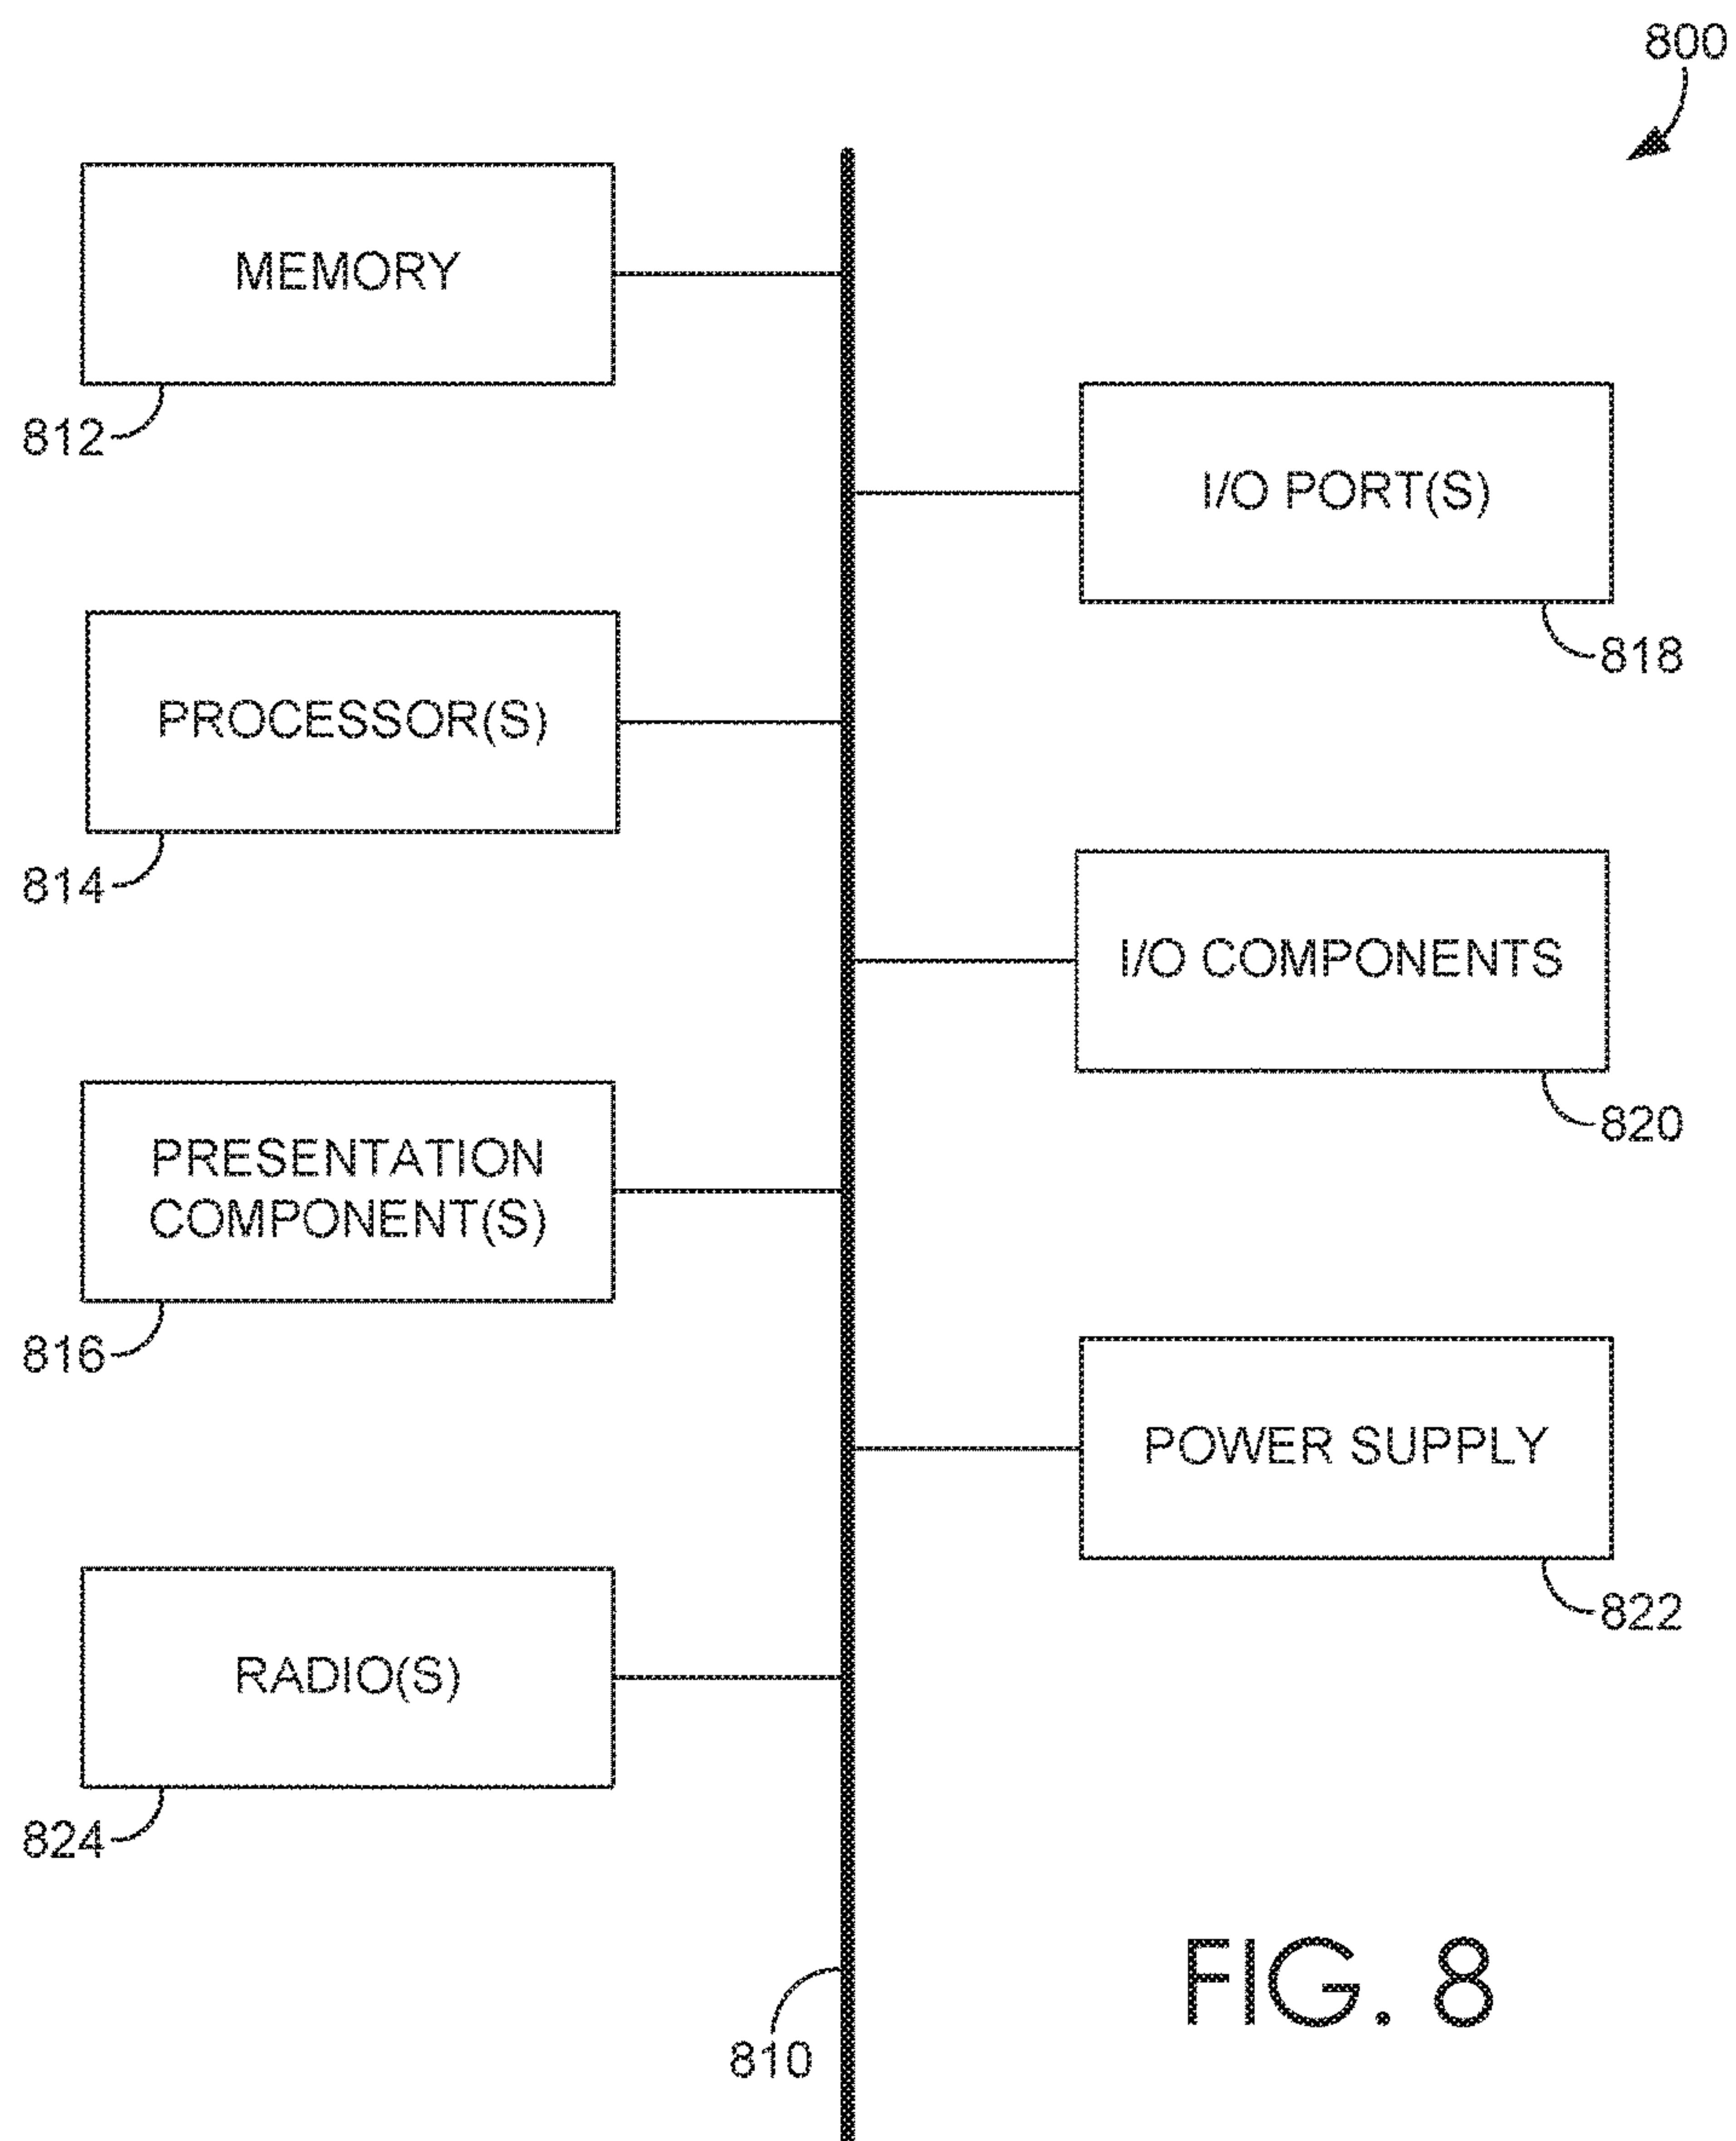 800
MEMORY
812
I/O PORT(S)
818
PROCESSOR(S)
814
I/O COMPONENTS
820
PRESENTATION
COMPONENT(S)
816
POWER SUPPLY
822
RADIO(S)
824
810
FIG. 8